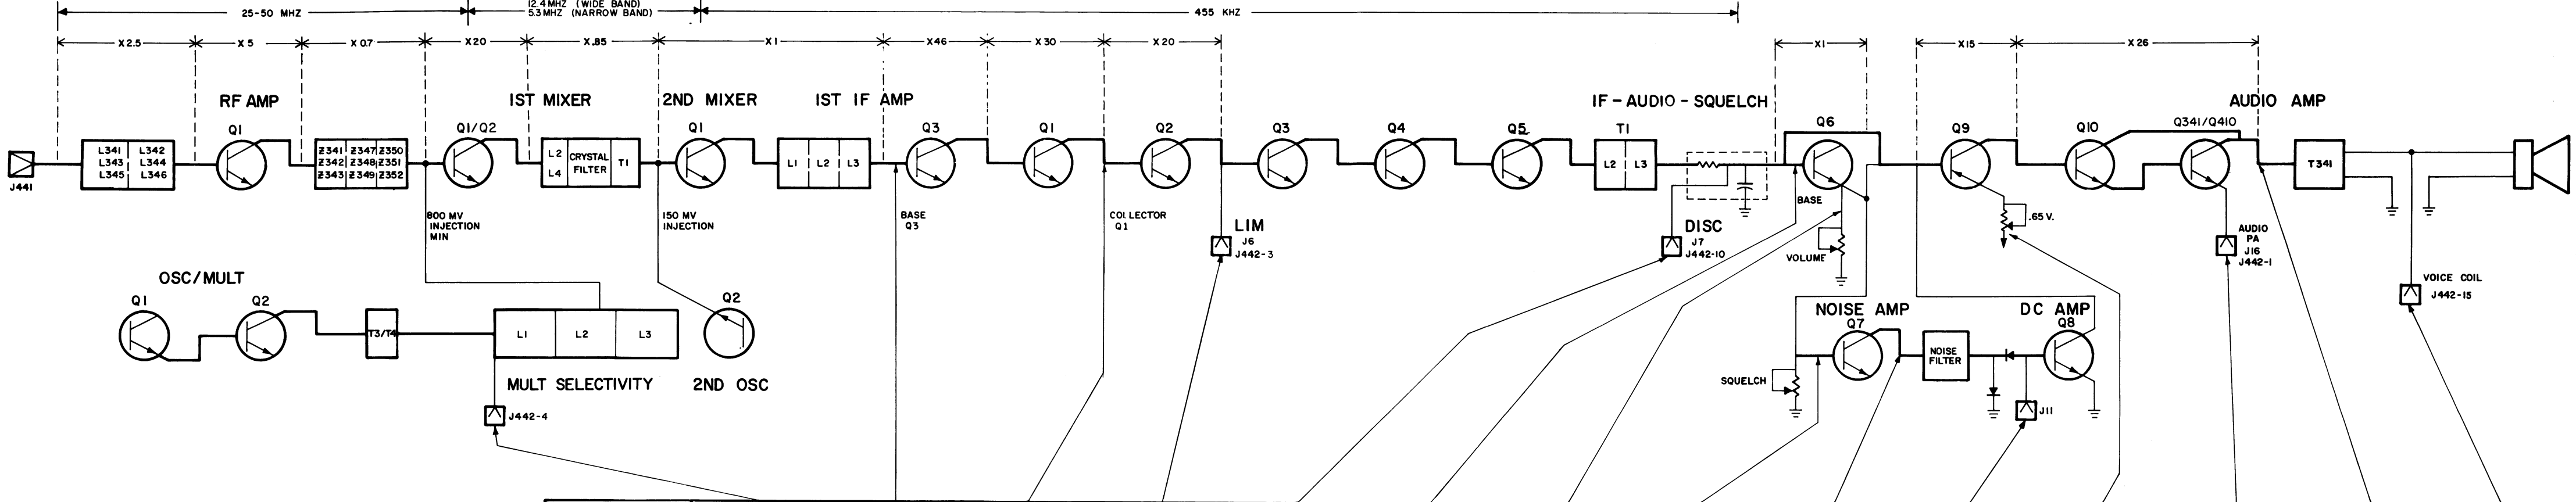 12.4 MHZ (WIDE BAND)
25-50 MHZ
5.3 MHZ (NARROW BAND)
455 KHZ
X 2.5
X 5
X 0.7
X 20
X.85
X 1
X46
X 30
X 20
X1
X15
X 26
RF AMP
1ST MIXER
2ND MIXER
1ST IF AMP
IF-AUDIO-SQUELCH
AUDIO AMP
Q1
Q1/Q2
Q1
Q3
Q1
Q2
Q3
Q4
Q5
T1
Q6
Q9
Q10
Q341/Q410
J441
L341 L342
L343 L344
L345 L346
Z341 Z347 Z350
Z342 Z348 Z351
Z343 Z349 Z352
L2
L4
CRYSTAL
FILTER
T1
L1
L2
L3
L2
L3
T341
800 MV
INJECTION
MIN
150 MV
INJECTION
BASE
Q3
COLLECTOR
Q1
LIM
J6
J442-3
DISC
J7
J442-10
BASE
VOLUME
.65 V.
AUDIO
PA
J16
J442-1
VOICE COIL
J442-15
OSC/MULT
Q1
Q2
T3/T4
L1
L2
L3
Q2
MULT SELECTIVITY
2ND OSC
J442-4
NOISE AMP
Q7
DC AMP
Q8
NOISE
FILTER
SQUELCH
J11